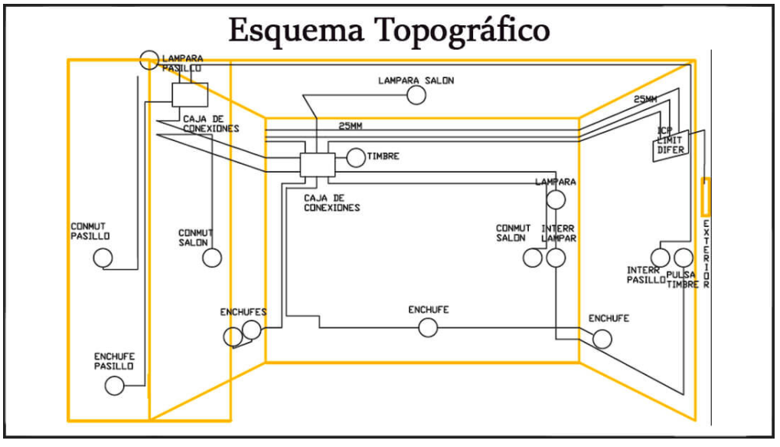 Esquema Topográfico
LAMPARA
PASILLO
LAMPARA SALON
CAJA DE
CONEXIONES
25MM
25MM
ICP
LIMIT
DIFER
TIMBRE
CAJA DE
CONEXIONES
LAMPARA
CONMUT
PASILLO
CONMUT
SALON
CONMUT
SALON
INTERR
LAMPAR
INTERR
PASILLO
PULSA
TIMBRE
EXTERIOR
ENCHUFES
ENCHUFE
ENCHUFE
ENCHUFE
PASILLO